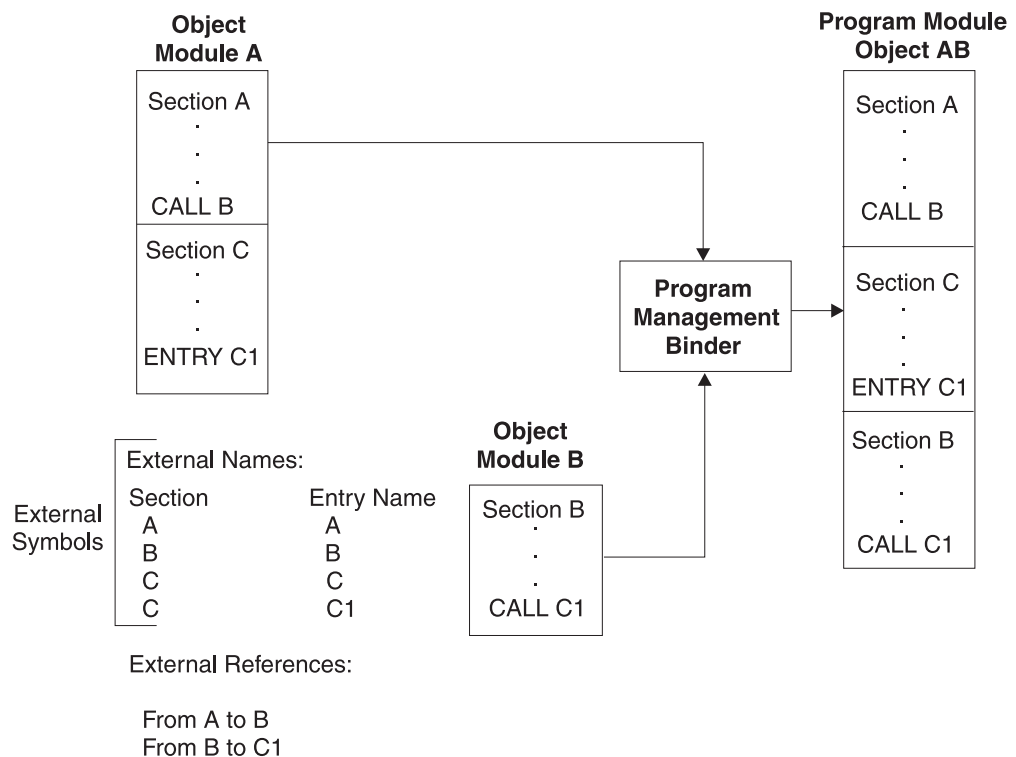 Object
Module A
Section A
.
.
.
CALL B
Section C
.
.
.
ENTRY C1
Program Management Binder
Program Module
Object AB
Section A
.
.
.
CALL B
Section C
.
.
.
ENTRY C1
Section B
.
.
.
CALL C1
Object
Module B
Section B
.
.
.
CALL C1
External
Symbols
External Names:
Section Entry Name
A A
B B
C C
C C1
External References:
From A to B
From B to C1